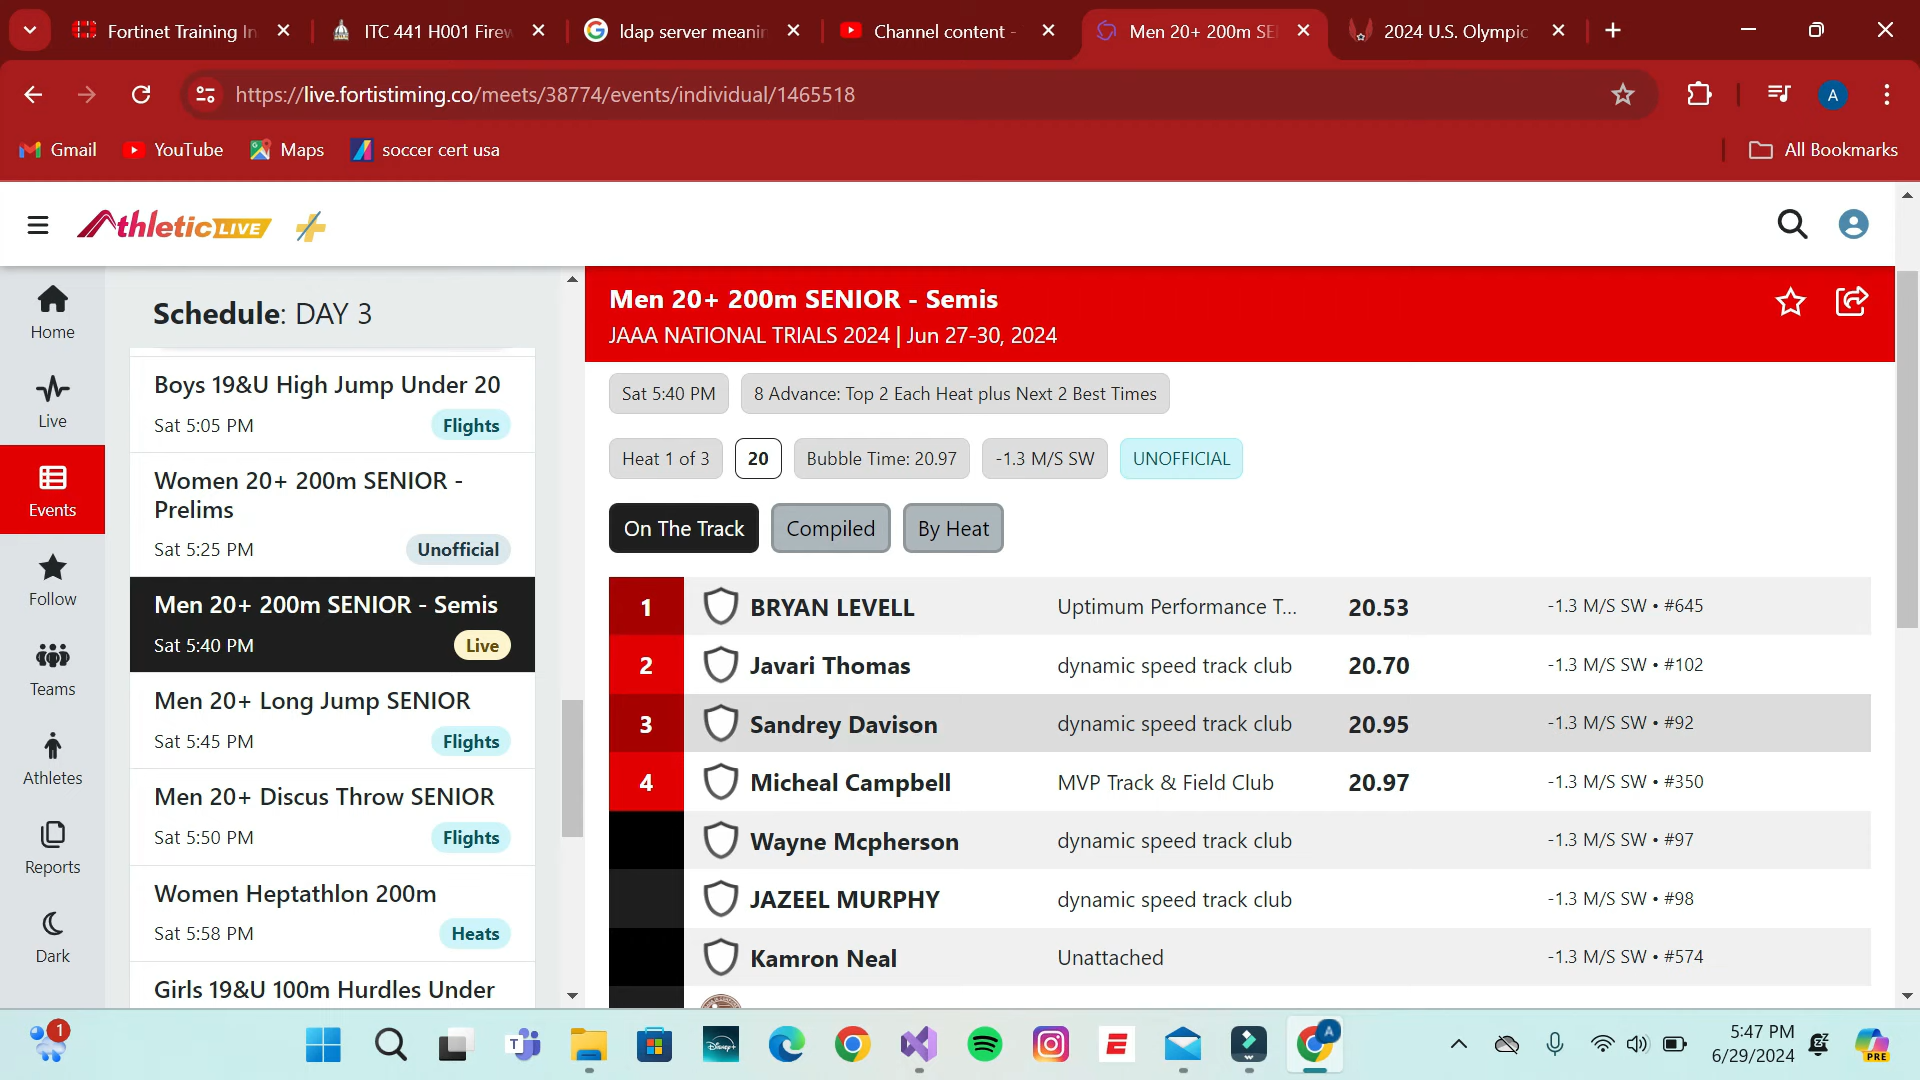 Fortinet Training In
ITC 441 H001 Firew
ldap server meanin
Channel content -
Men 20+ 200m SE
2024 U.S. Olympic
https://live.fortistiming.co/meets/38774/events/individual/1465518
A
Gmail
YouTube
Maps
soccer cert usa
All Bookmarks
AthleticLIVE
Home
Live
Events
Follow
Teams
Athletes
Reports
Dark
Schedule: DAY 3
Boys 19&U High Jump Under 20
Sat 5:05 PM Flights
Women 20+ 200m SENIOR -
Prelims
Sat 5:25 PM Unofficial
Men 20+ 200m SENIOR - Semis
Sat 5:40 PM Live
Men 20+ Long Jump SENIOR
Sat 5:45 PM Flights
Men 20+ Discus Throw SENIOR
Sat 5:50 PM Flights
Women Heptathlon 200m
Sat 5:58 PM Heats
Girls 19&U 100m Hurdles Under
Men 20+ 200m SENIOR - Semis
JAAA NATIONAL TRIALS 2024 | Jun 27-30, 2024
Sat 5:40 PM 8 Advance: Top 2 Each Heat plus Next 2 Best Times
Heat 1 of 3 20 Bubble Time: 20.97 -1.3 M/S SW UNOFFICIAL
On The Track Compiled By Heat
1 BRYAN LEVELL Uptimum Performance T... 20.53 -1.3 M/S SW • #645
2 Javari Thomas dynamic speed track club 20.70 -1.3 M/S SW • #102
3 Sandrey Davison dynamic speed track club 20.95 -1.3 M/S SW • #92
4 Micheal Campbell MVP Track & Field Club 20.97 -1.3 M/S SW • #350
Wayne Mcpherson dynamic speed track club -1.3 M/S SW • #97
JAZEEL MURPHY dynamic speed track club -1.3 M/S SW • #98
Kamron Neal Unattached -1.3 M/S SW • #574
1
T
Disney+
E
A
5:47 PM
6/29/2024
PRE